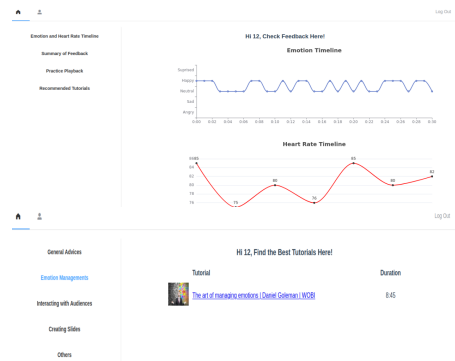 Log Out
Emotion and Heart Rate Timeline
Summary of Feedback
Practice Playback
Recommended Tutorials
Hi 12, Check Feedback Here!
Emotion Timeline
Suprised
Happy
Neutral
Sad
Angry
0:00 0:02 0:04 0:06 0:08 0:10 0:12 0:14 0:16 0:18 0:20 0:22 0:24 0:26 0:28 0:30
Heart Rate Timeline
86
84
82
80
78
76
85 75 80 76 85 80 82
Log Out
General Advices
Emotion Managements
Interacting with Audiences
Creating Slides
Others
Hi 12, Find the Best Tutorials Here!
Tutorial Duration
The art of managing emotions | Daniel Goleman | WOBI 8:45